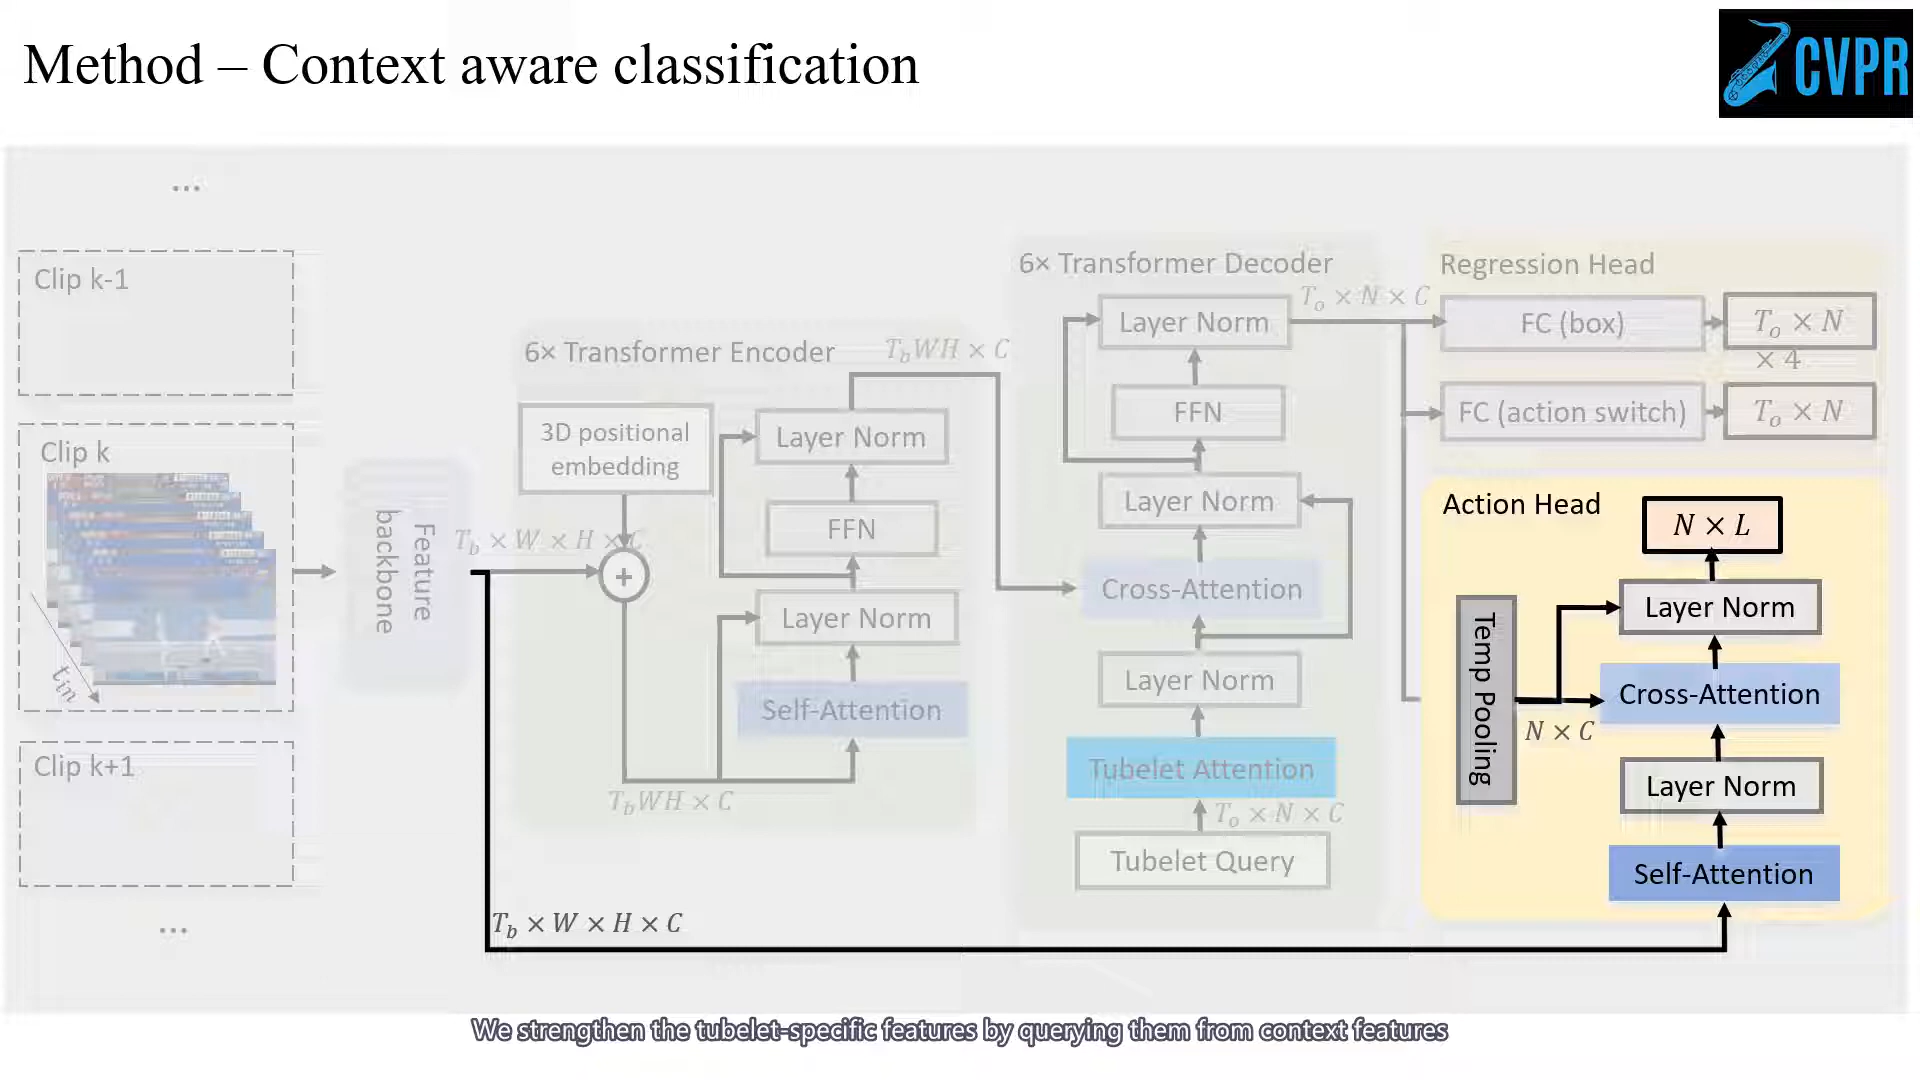 Method – Context aware classification
CVPR
...
Clip k-1
Clip k
t_in
Clip k+1
...
Feature
backbone
T_b × W × H × C
6× Transformer Encoder
T_bWH × C
3D positional
embedding
+
Layer Norm
FFN
Layer Norm
Self-Attention
T_bWH × C
T_b × W × H × C
6× Transformer Decoder
T_o × N × C
Layer Norm
FFN
Layer Norm
Cross-Attention
Layer Norm
Tubelet Attention
T_o × N × C
Tubelet Query
Regression Head
FC (box)
T_o × N
× 4
FC (action switch)
T_o × N
Action Head
N × L
Layer Norm
Temp Pooling
Cross-Attention
N × C
Layer Norm
Self-Attention
We strengthen the tubelet-specific features by querying them from context features